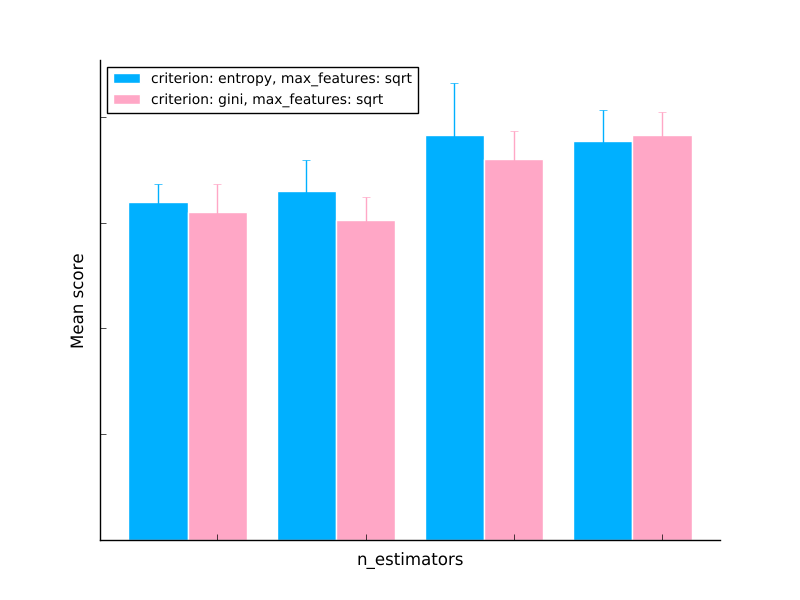 criterion: entropy, max_features: sqrt
criterion: gini, max_features: sqrt
Mean score
n_estimators